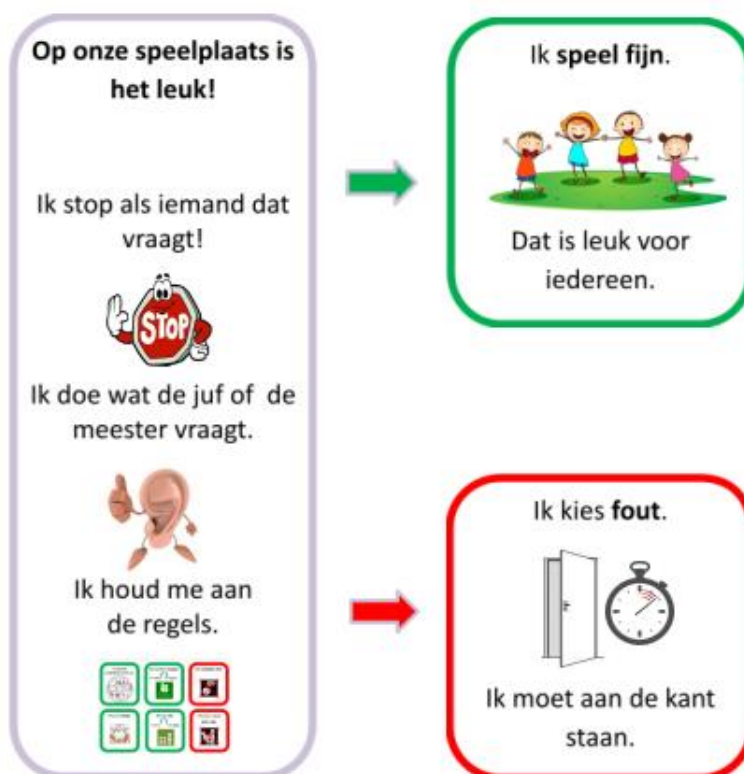 Op onze speelplaats is
het leuk!
Ik stop als iemand dat
vraagt!
STOP
Ik doe wat de juf of de
meester vraagt.
Ik houd me aan
de regels.
Ik speel fijn.
Dat is leuk voor
iedereen.
Ik kies fout.
Ik moet aan de kant
staan.